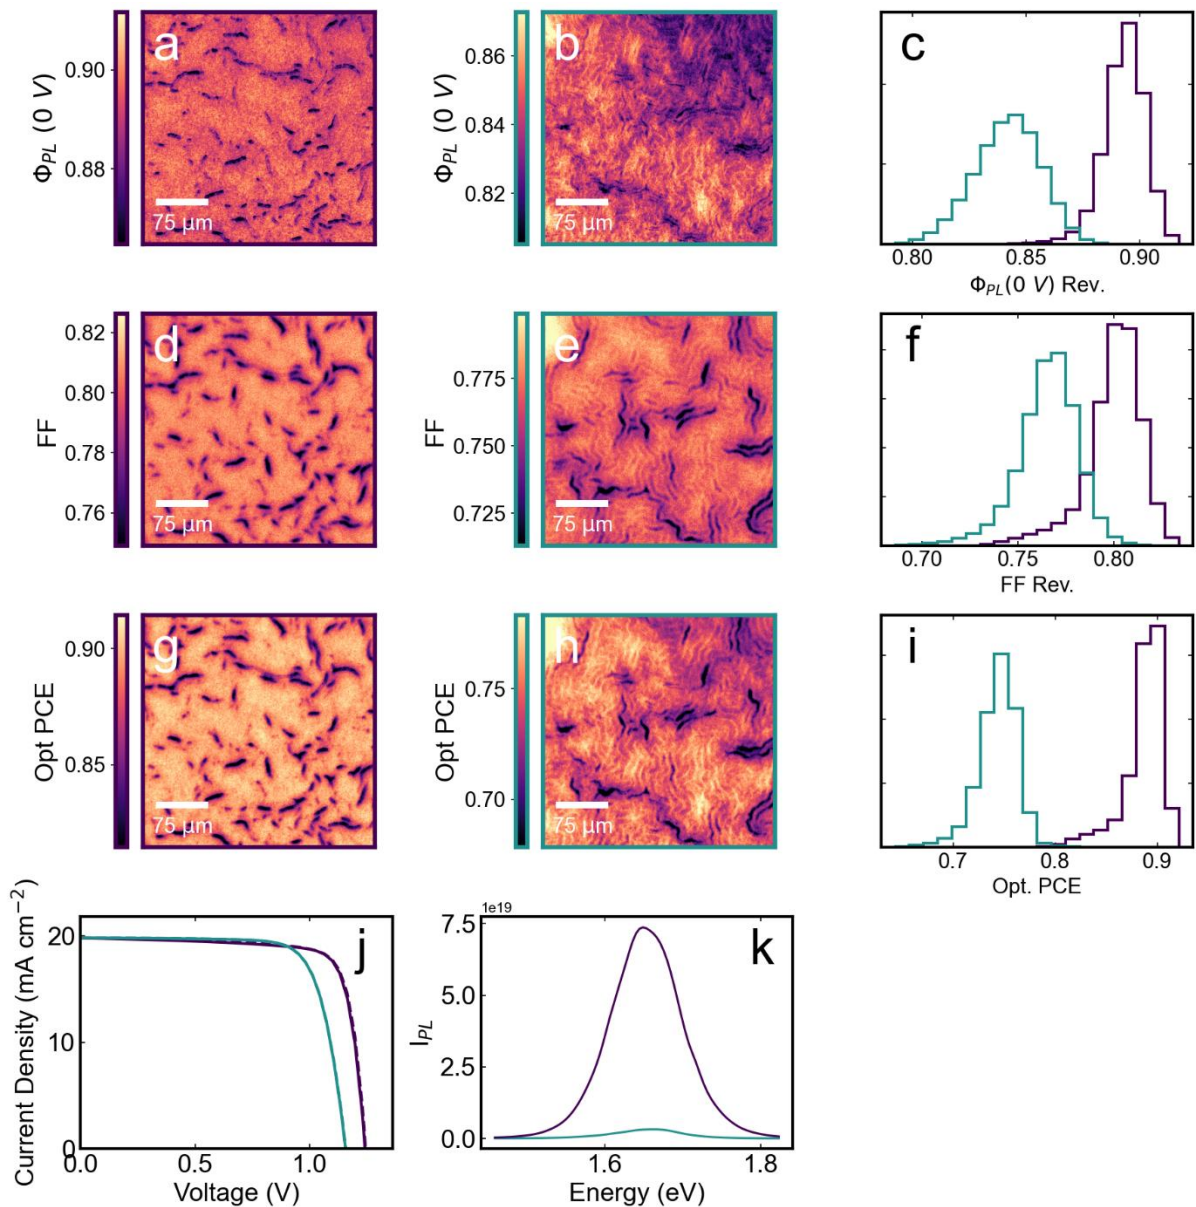 a
Φ_PL (0 V)
0.90
0.88
75 µm
b
Φ_PL (0 V)
0.86
0.84
0.82
75 µm
c
0.80 0.85 0.90
Φ_PL(0 V) Rev.
d
FF
0.82
0.80
0.78
0.76
75 µm
e
FF
0.775
0.750
0.725
75 µm
f
0.70 0.75 0.80
FF Rev.
g
Opt PCE
0.90
0.85
75 µm
h
Opt PCE
0.75
0.70
75 µm
i
0.7 0.8 0.9
Opt. PCE
j
Current Density (mA cm⁻²)
20
10
0
0.0 0.5 1.0
Voltage (V)
k
1e19
I_PL
7.5
5.0
2.5
0.0
1.6 1.8
Energy (eV)